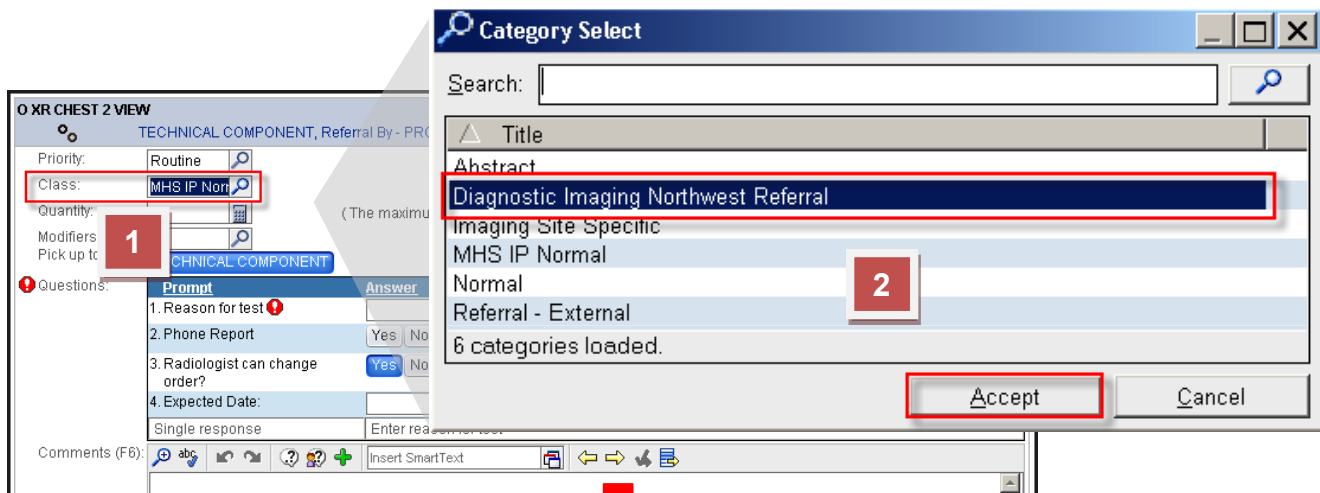 Category Select
Search:
Title
Abstract
Diagnostic Imaging Northwest Referral
Imaging Site Specific
MHS IP Normal
Normal
Referral - External
6 categories loaded.
Accept
Cancel
2
O XR CHEST 2 VIEW
TECHNICAL COMPONENT, Referral By - PRO
Priority:
Routine
Class:
MHS IP Norr
Quantity:
(The maximu
Modifiers
Pick up to
1
CHNICAL COMPONENT
Questions:
Prompt
Answer
1. Reason for test
2. Phone Report
Yes No
3. Radiologist can change
order?
Yes No
4. Expected Date:
Single response
Enter reason for test
Comments (F6):
abc
Insert SmartText